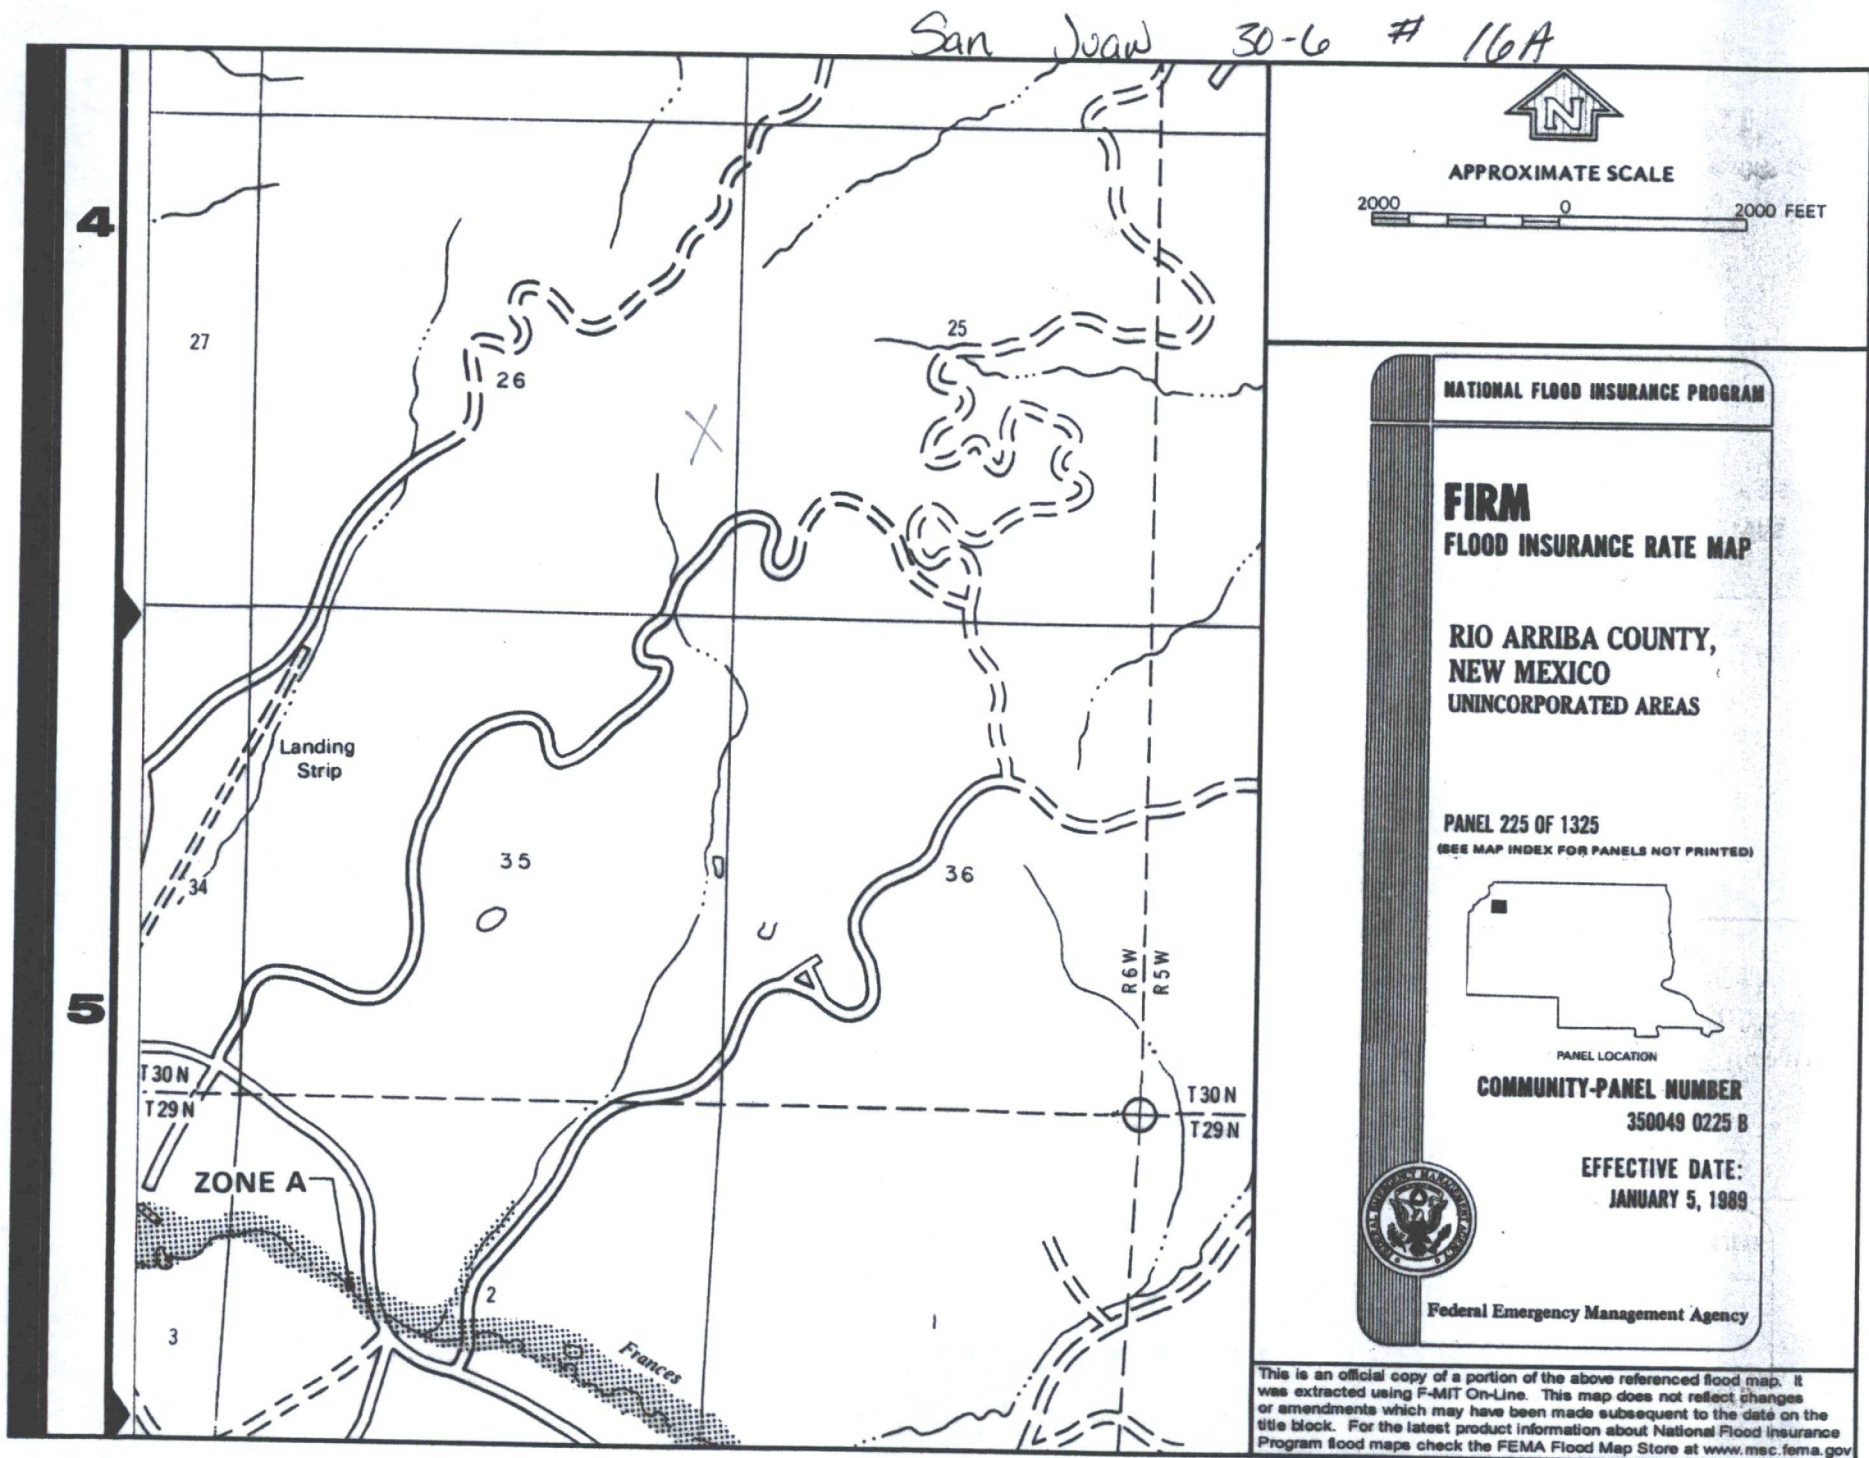 San Juan 30-6 # 16A
N
APPROXIMATE SCALE
2000 0 2000 FEET
4
27
26
25
Landing
Strip
34
35
36
5
R6W
R5W
T30N
T29N
T30N
T29N
ZONE A
2
3
1
Frances
NATIONAL FLOOD INSURANCE PROGRAM
FIRM
FLOOD INSURANCE RATE MAP
RIO ARRIBA COUNTY,
NEW MEXICO
UNINCORPORATED AREAS
PANEL 225 OF 1325
(SEE MAP INDEX FOR PANELS NOT PRINTED)
PANEL LOCATION
COMMUNITY-PANEL NUMBER
350049 0225 B
EFFECTIVE DATE:
JANUARY 5, 1989
FEDERAL EMERGENCY MANAGEMENT AGENCY
Federal Emergency Management Agency
This is an official copy of a portion of the above referenced flood map. It
was extracted using F-MIT On-Line. This map does not reflect changes
or amendments which may have been made subsequent to the date on the
title block. For the latest product information about National Flood Insurance
Program flood maps check the FEMA Flood Map Store at www.msc.fema.gov